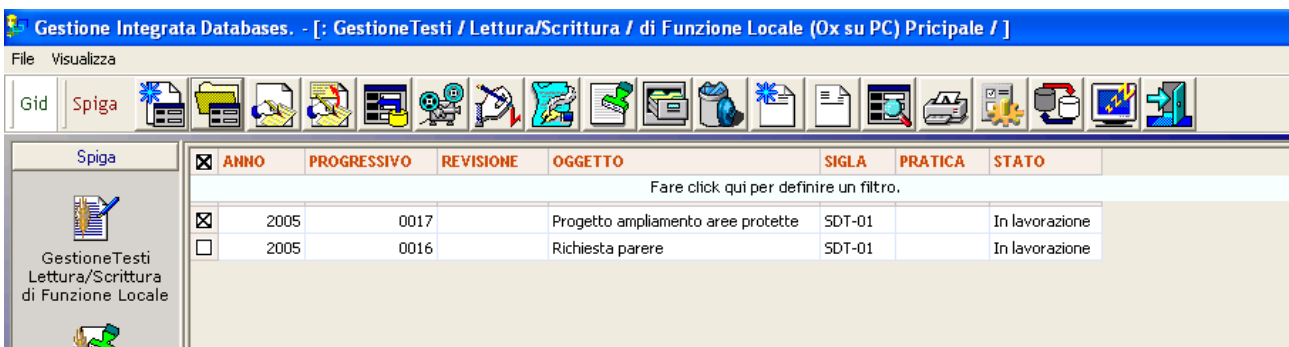 Gestione Integrata Databases. - [: GestioneTesti / Lettura/Scrittura / di Funzione Locale (Ox su PC) Pricipale / ]
File Visualizza
Gid Spiga
Spiga
ANNO PROGRESSIVO REVISIONE OGGETTO SIGLA PRATICA STATO
Fare click qui per definire un filtro.
2005 0017 Progetto ampliamento aree protette SDT-01 In lavorazione
2005 0016 Richiesta parere SDT-01 In lavorazione
GestioneTesti
Lettura/Scrittura
di Funzione Locale